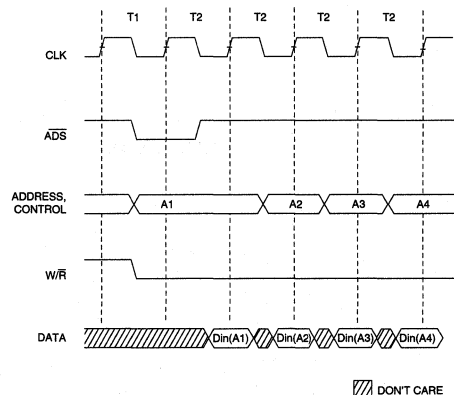 T1 T2 T2 T2 T2
CLK
ADS
ADDRESS,
CONTROL
A1 A2 A3 A4
W/R
DATA
Din(A1) Din(A2) Din(A3) Din(A4)
DON'T CARE